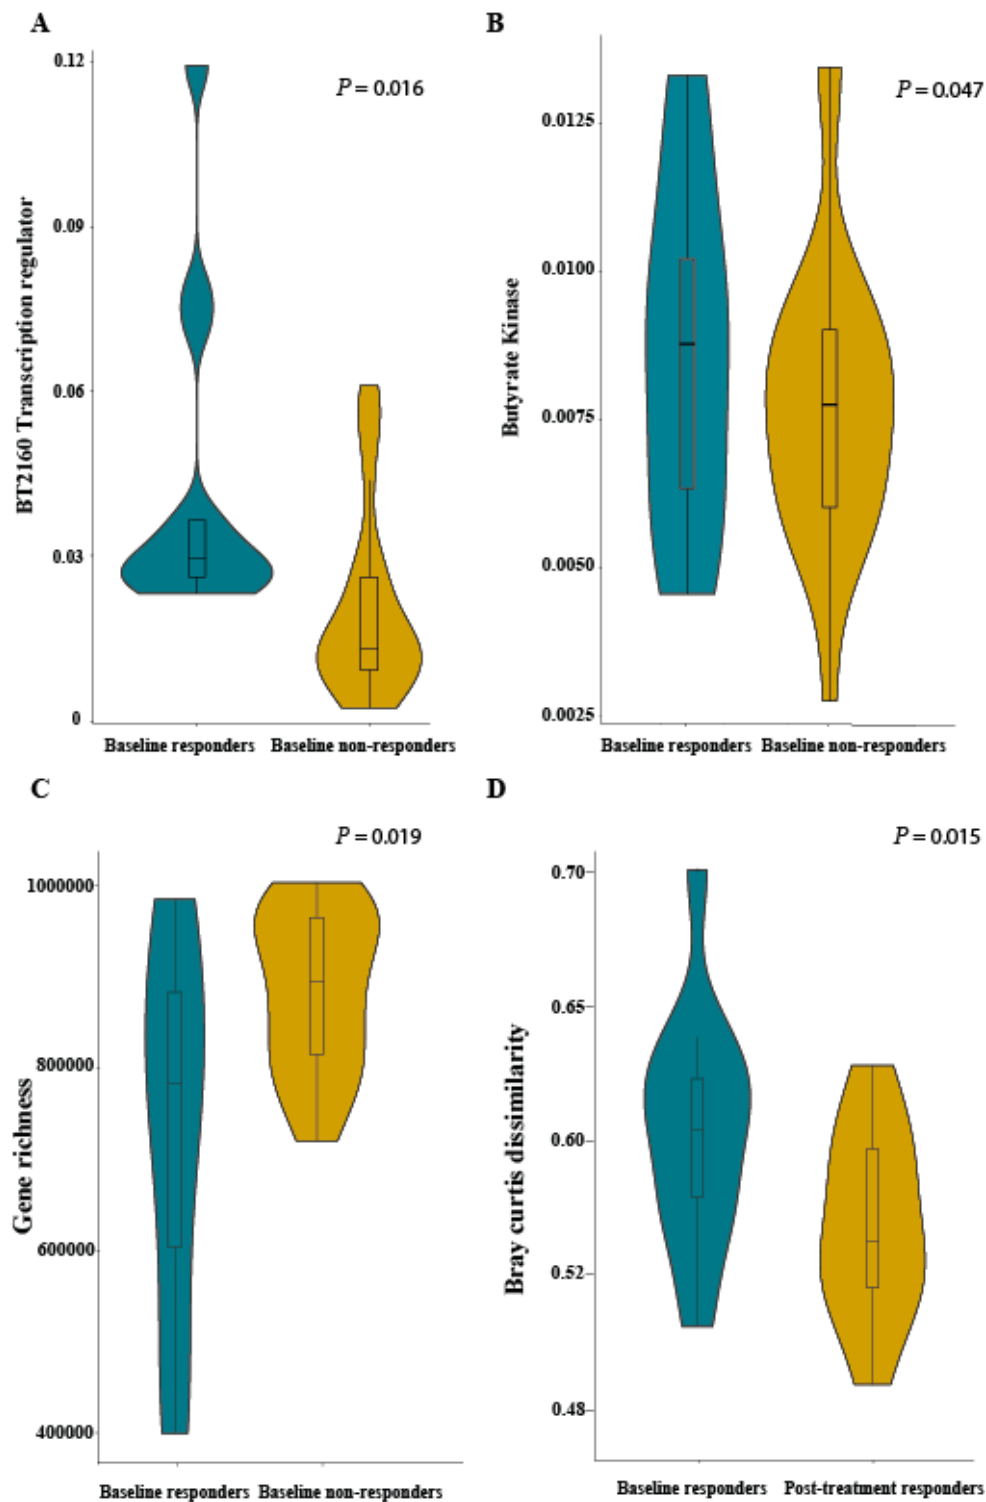 A
P = 0.016
BT2160 Transcription regulator
0.12
0.09
0.06
0.03
0
Baseline responders Baseline non-responders
B
P = 0.047
Butyrate Kinase
0.0125
0.0100
0.0075
0.0050
0.0025
Baseline responders Baseline non-responders
C
P = 0.019
Gene richness
1000000
800000
600000
400000
Baseline responders Baseline non-responders
D
P = 0.015
Bray curtis dissimilarity
0.70
0.65
0.60
0.52
0.48
Baseline responders Post-treatment responders